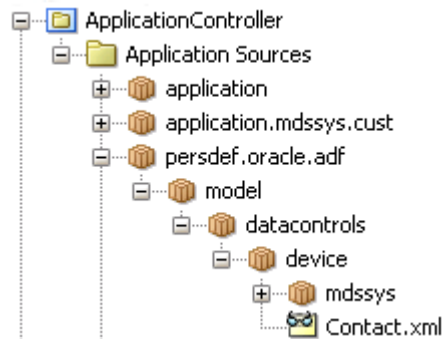 ApplicationController
Application Sources
application
application.mdssys.cust
persdef.oracle.adf
model
datacontrols
device
mdssys
Contact.xml